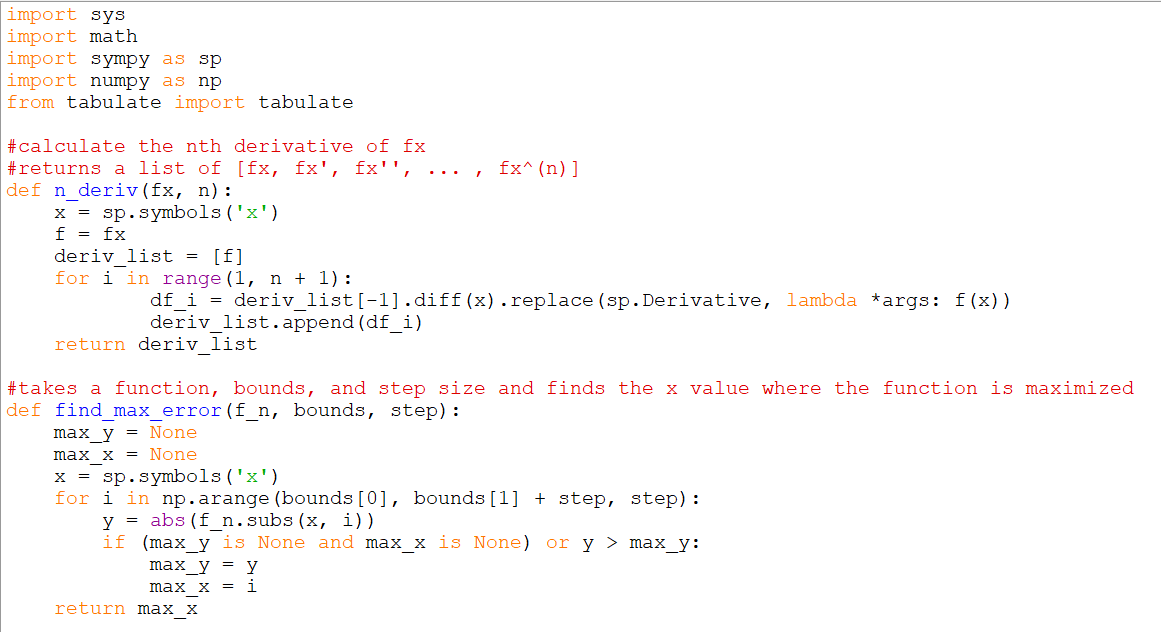 import sys
import math
import sympy as sp
import numpy as np
from tabulate import tabulate

#calculate the nth derivative of fx
#returns a list of [fx, fx', fx'', ... , fx^(n)]
def n_deriv(fx, n):
    x = sp.symbols('x')
    f = fx
    deriv_list = [f]
    for i in range(1, n + 1):
            df_i = deriv_list[-1].diff(x).replace(sp.Derivative, lambda *args: f(x))
            deriv_list.append(df_i)
    return deriv_list

#takes a function, bounds, and step size and finds the x value where the function is maximized
def find_max_error(f_n, bounds, step):
    max_y = None
    max_x = None
    x = sp.symbols('x')
    for i in np.arange(bounds[0], bounds[1] + step, step):
        y = abs(f_n.subs(x, i))
        if (max_y is None and max_x is None) or y > max_y:
            max_y = y
            max_x = i
    return max_x